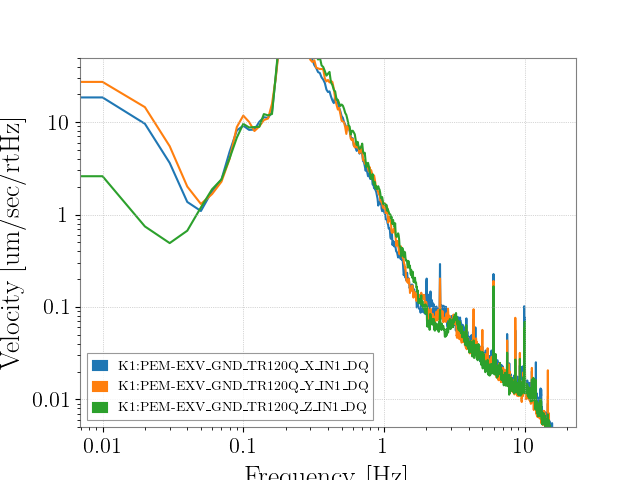 10
1
0.1
0.01
Velocity [um/sec/rtHz]
K1:PEM-EXV_GND_TR120Q_X_IN1_DQ
K1:PEM-EXV_GND_TR120Q_Y_IN1_DQ
K1:PEM-EXV_GND_TR120Q_Z_IN1_DQ
0.01 0.1 1 10
Frequency [Hz]